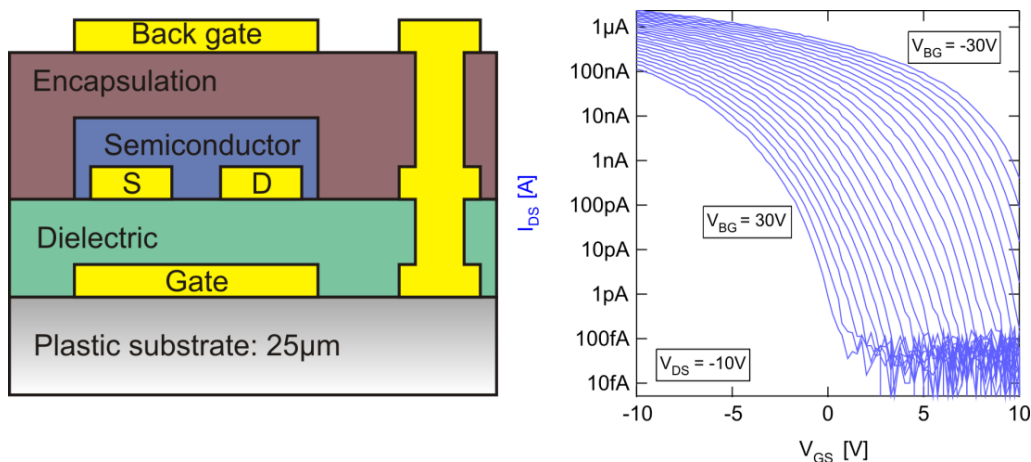 Back gate
Encapsulation
Semiconductor
S
D
Dielectric
Gate
Plastic substrate: 25µm
I_DS [A]
1µA
100nA
10nA
1nA
100pA
10pA
1pA
100fA
10fA
V_BG = -30V
V_BG = 30V
V_DS = -10V
-10
-5
0
5
10
V_GS [V]